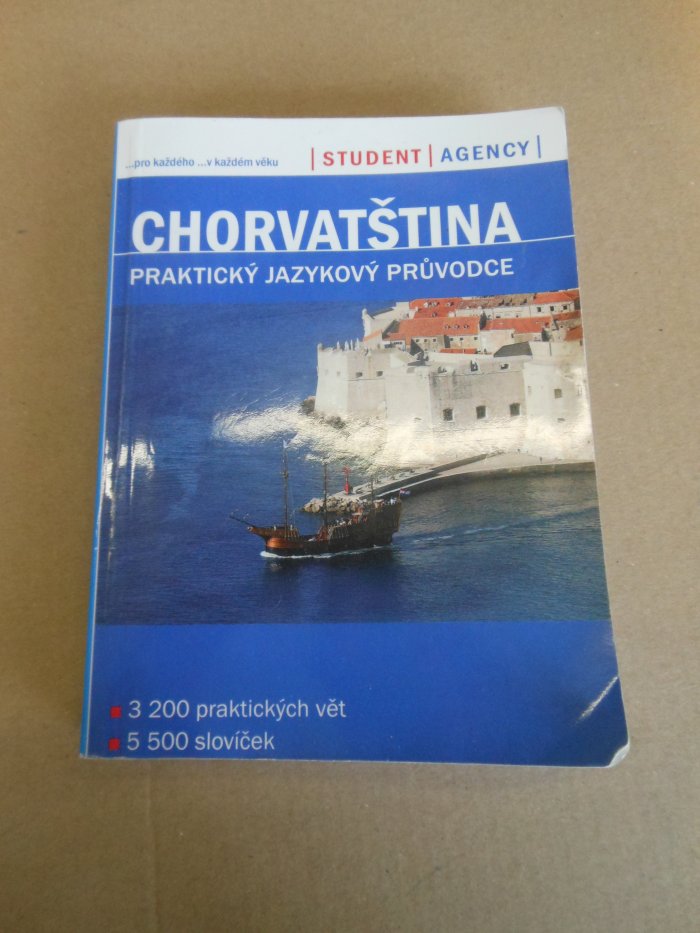 ...pro každého ...v každém věku
|STUDENT|AGENCY|
CHORVATŠTINA
PRAKTICKÝ JAZYKOVÝ PRŮVODCE
3 200 praktických vět
5 500 slovíček